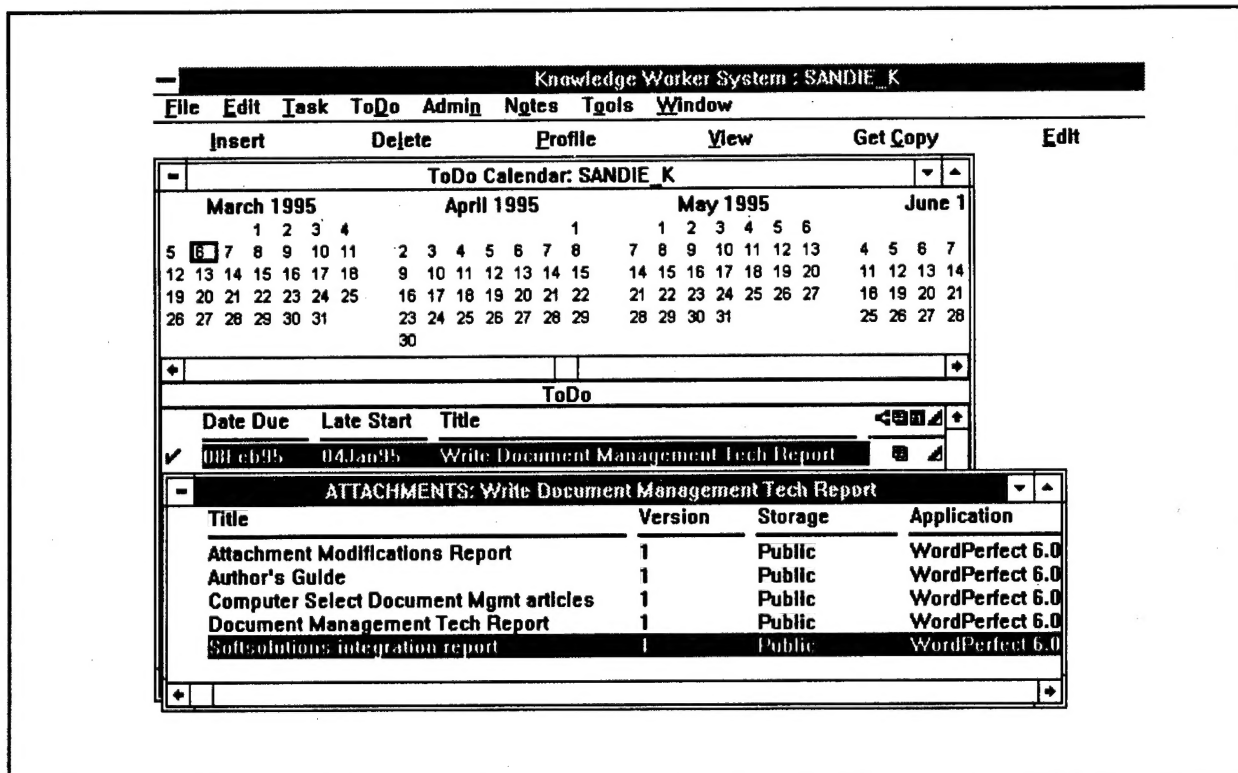 Knowledge Worker System : SANDIE_K
File Edit Task ToDo Admin Notes Tools Window
Insert Delete Profile View Get Copy Edit
ToDo Calendar: SANDIE_K
March 1995 April 1995 May 1995 June 1
1 2 3 4 1 1 2 3 4 5 6
5 6 7 8 9 10 11 2 3 4 5 6 7 8 7 8 9 10 11 12 13 4 5 6 7
12 13 14 15 16 17 18 9 10 11 12 13 14 15 14 15 16 17 18 19 20 11 12 13 14
19 20 21 22 23 24 25 16 17 18 19 20 21 22 21 22 23 24 25 26 27 18 19 20 21
26 27 28 29 30 31 23 24 25 26 27 28 29 28 29 30 31 25 26 27 28
30
ToDo
Date Due Late Start Title
08Feb95 04Jan95 Write Document Management Tech Report
ATTACHMENTS: Write Document Management Tech Report
Title Version Storage Application
Attachment Modifications Report 1 Public WordPerfect 6.0
Author's Guide 1 Public WordPerfect 6.0
Computer Select Document Mgmt articles 1 Public WordPerfect 6.0
Document Management Tech Report 1 Public WordPerfect 6.0
Softsolutions integration report 1 Public WordPerfect 6.0